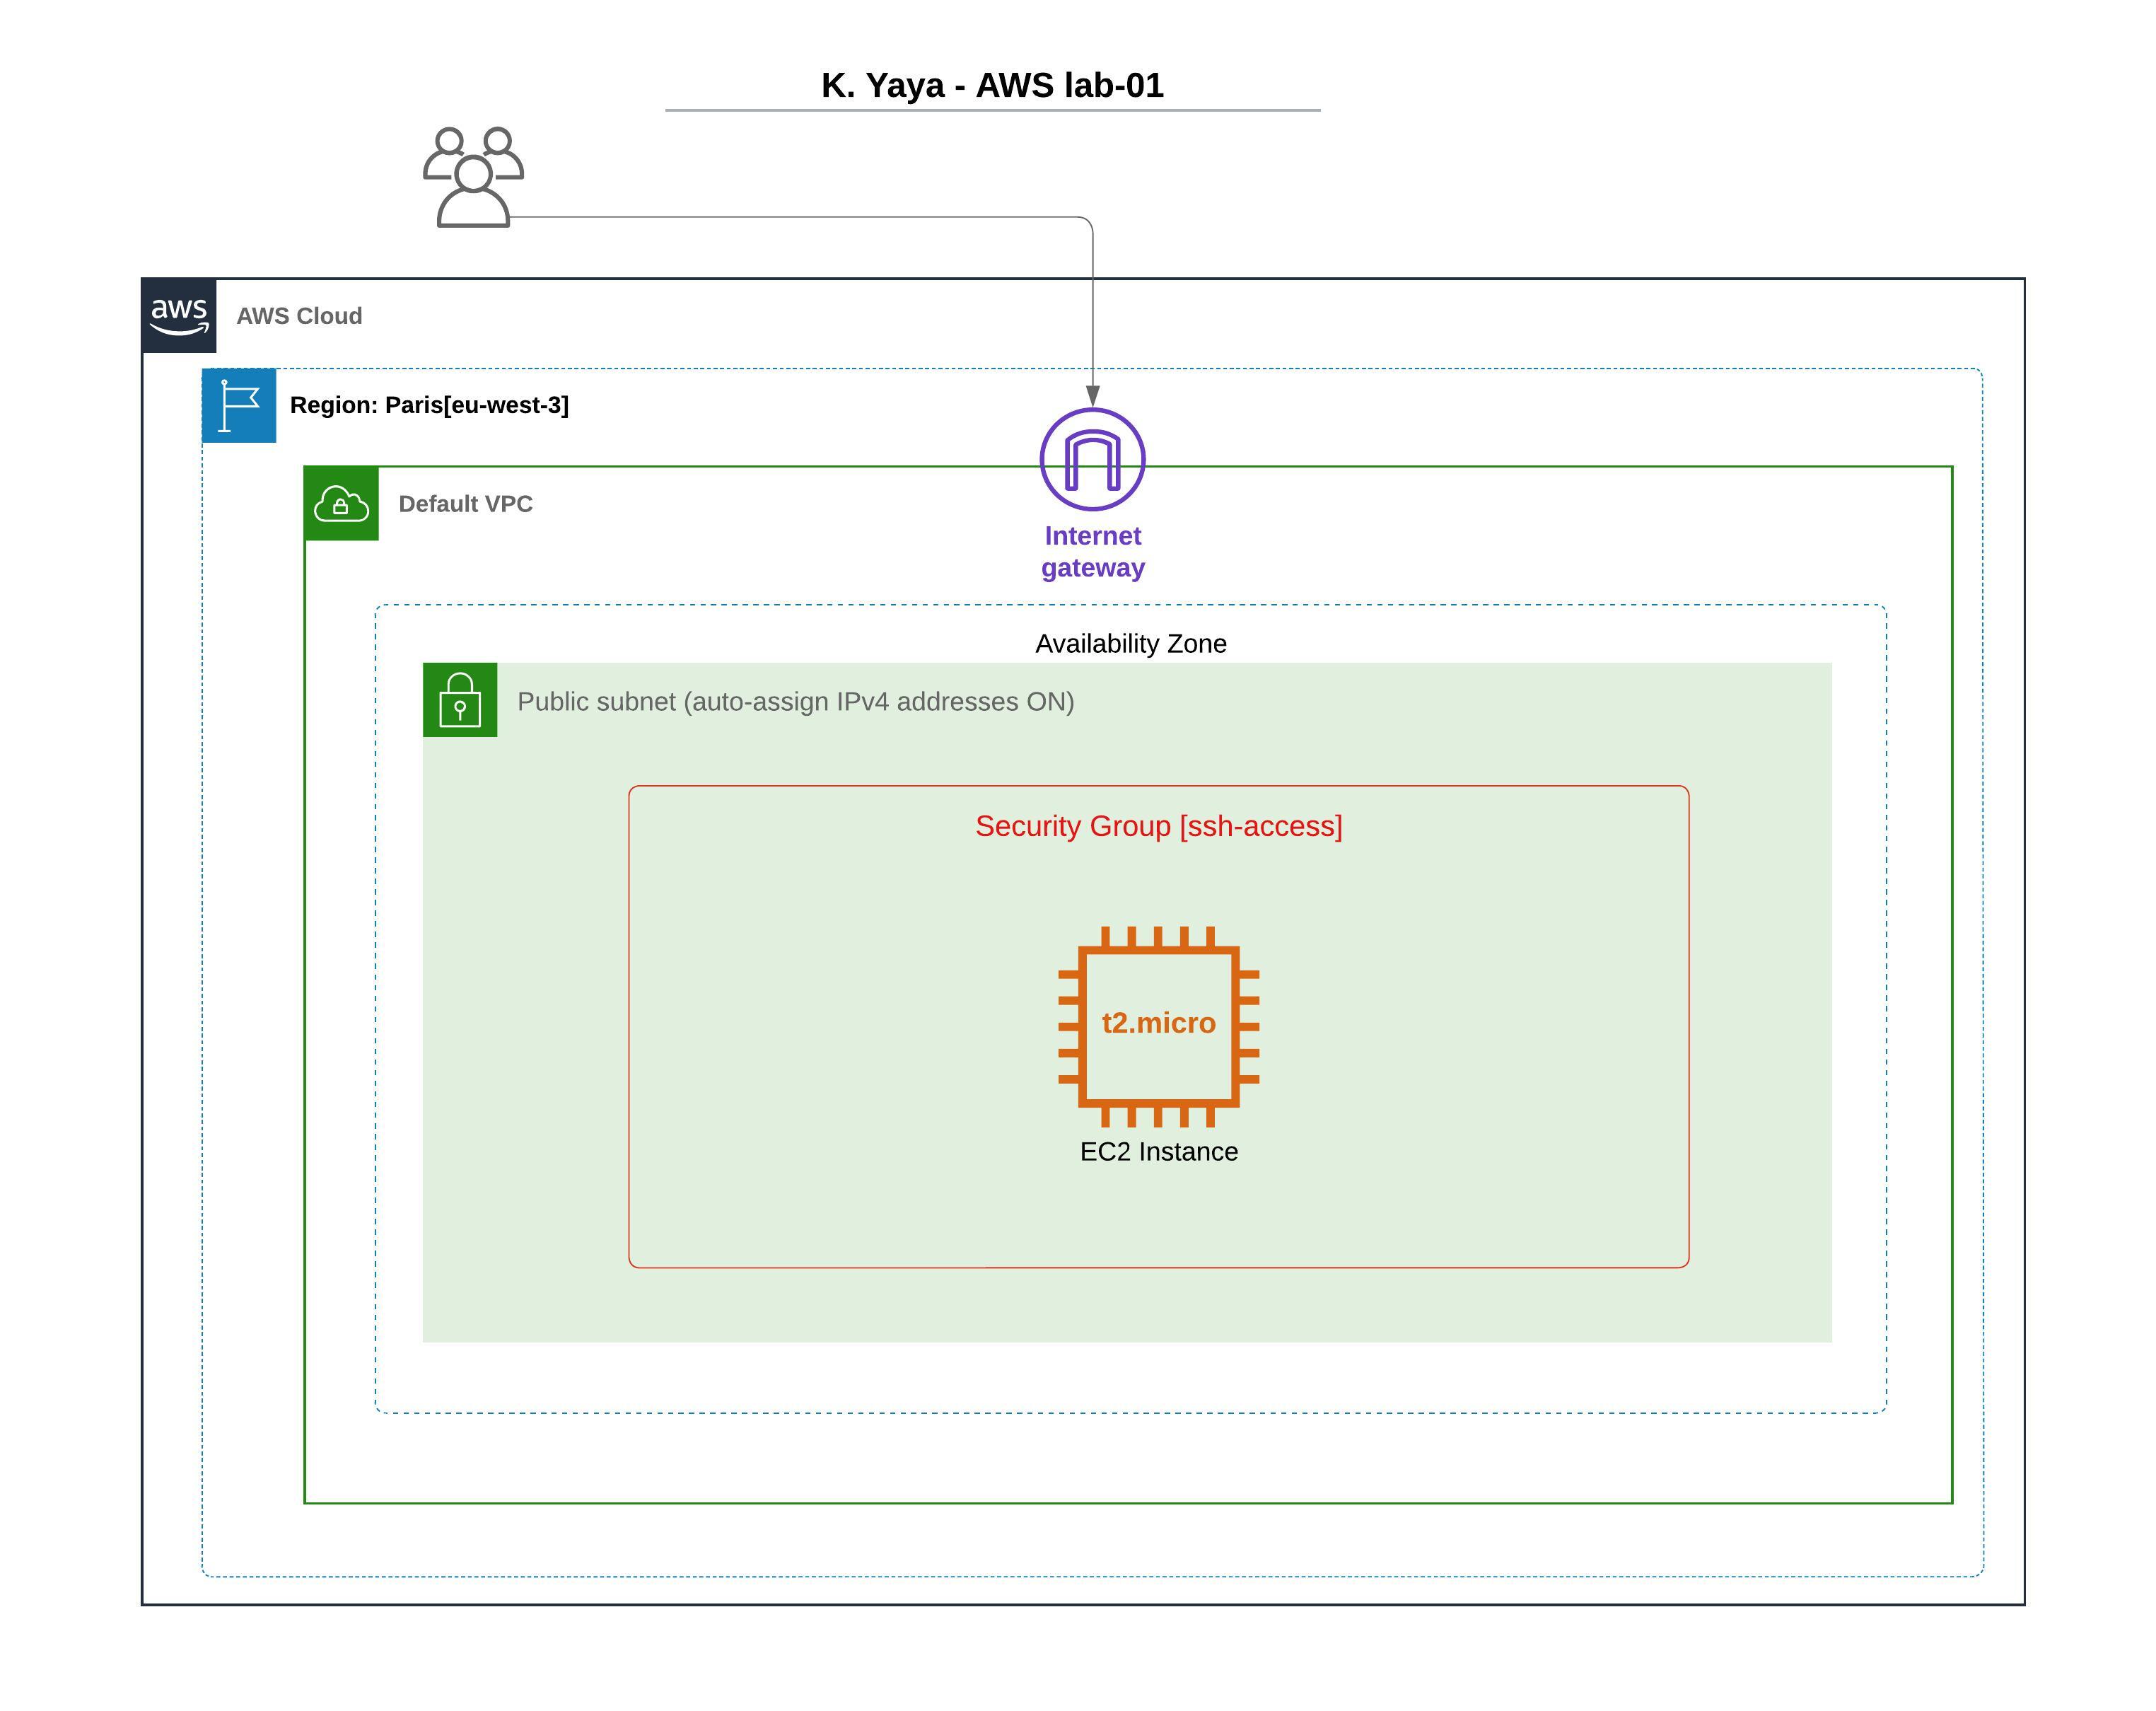 K. Yaya - AWS lab-01
aws
AWS Cloud
Region: Paris[eu-west-3]
Default VPC
Internet
gateway
Availability Zone
Public subnet (auto-assign IPv4 addresses ON)
Security Group [ssh-access]
t2.micro
EC2 Instance